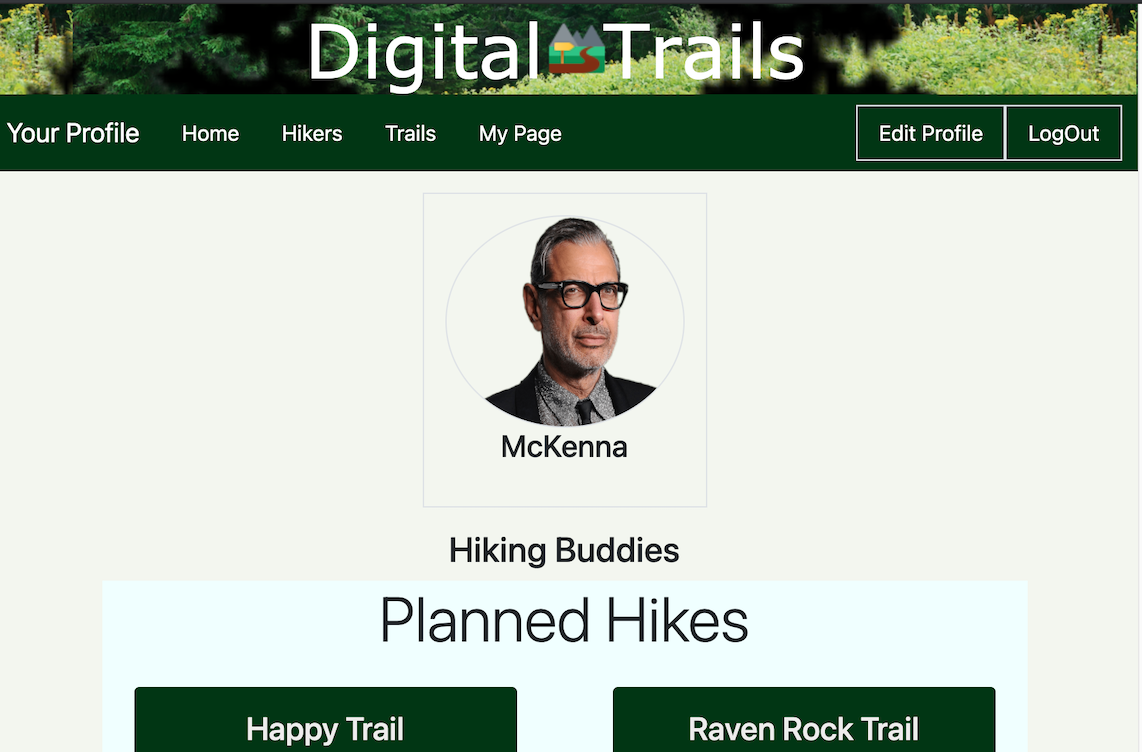 Digital Trails
Your Profile Home Hikers Trails My Page Edit Profile LogOut
McKenna
Hiking Buddies
Planned Hikes
Happy Trail Raven Rock Trail